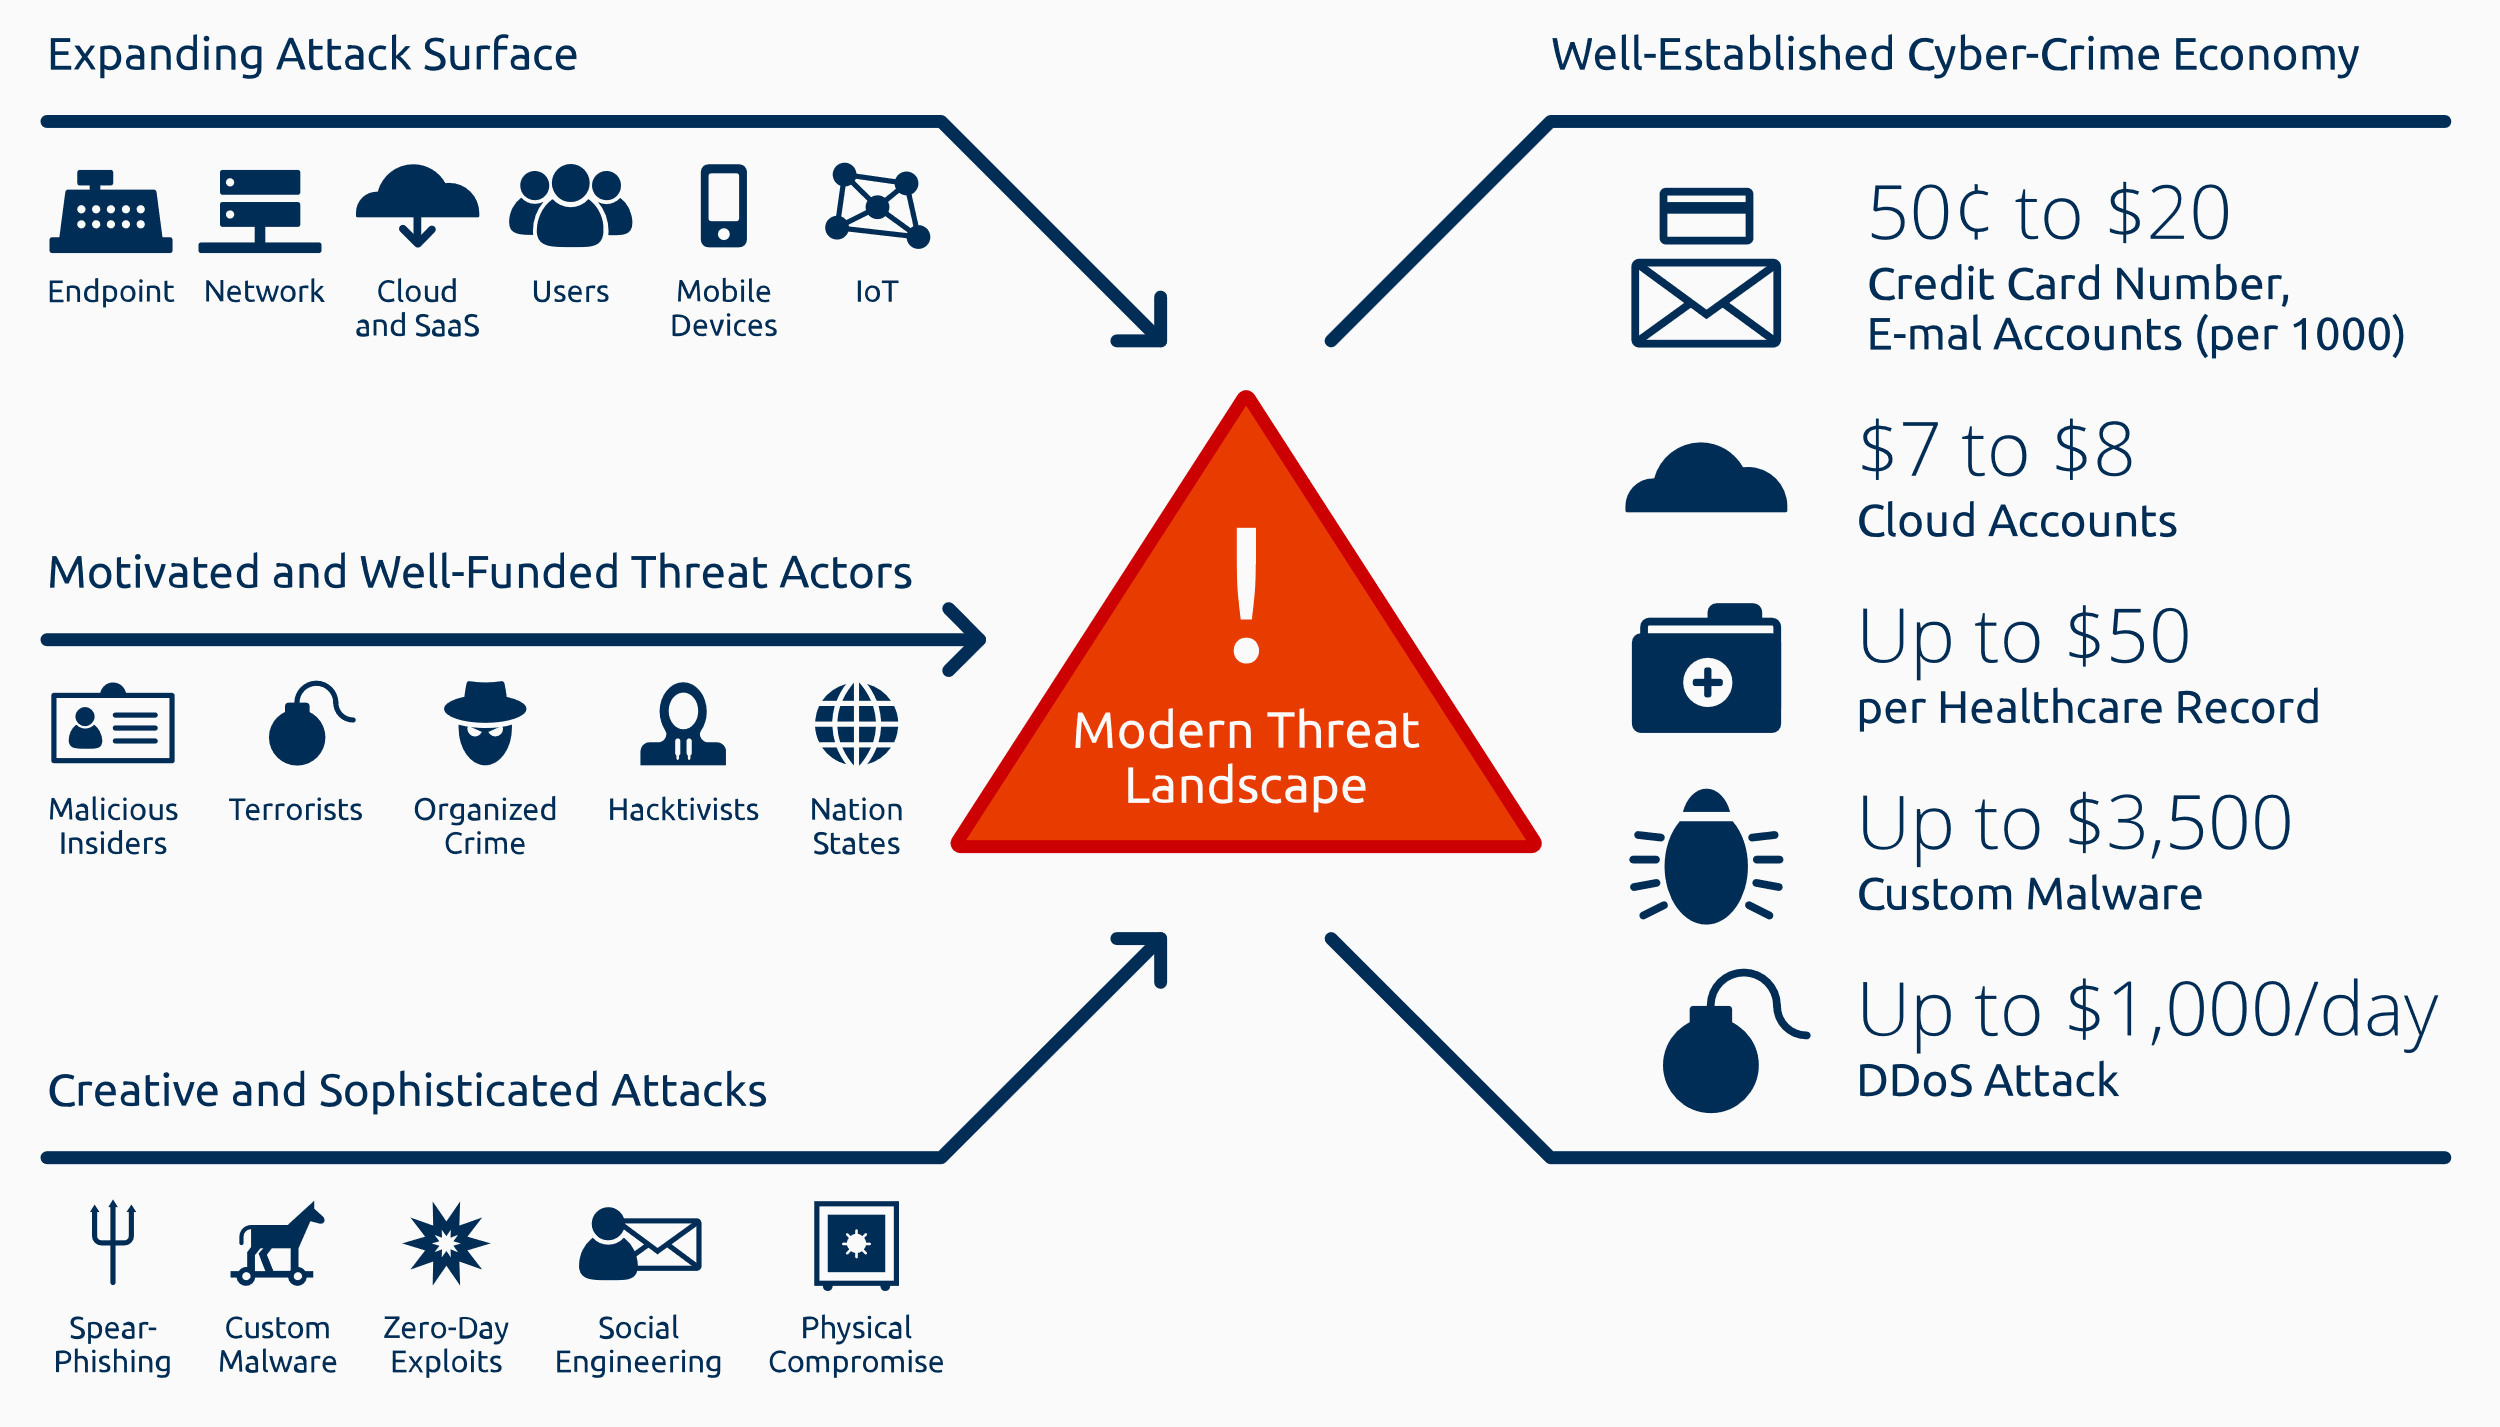 Expanding Attack Surface
Endpoint
Network
Cloud
and SaaS
Users
Mobile
Devices
IoT
Motivated and Well-Funded Threat Actors
Malicious
Insiders
Terrorists
Organized
Crime
Hacktivists
Nation
States
Creative and Sophisticated Attacks
Spear-
Phishing
Custom
Malware
Zero-Day
Exploits
Social
Engineering
Physical
Compromise
!
Modern Threat
Landscape
Well-Established Cyber-Crime Economy
50¢ to $20
Credit Card Number,
E-mal Accounts (per 1000)
$7 to $8
Cloud Accounts
Up to $50
per Healthcare Record
Up to $3,500
Custom Malware
Up to $1,000/day
DDoS Attack